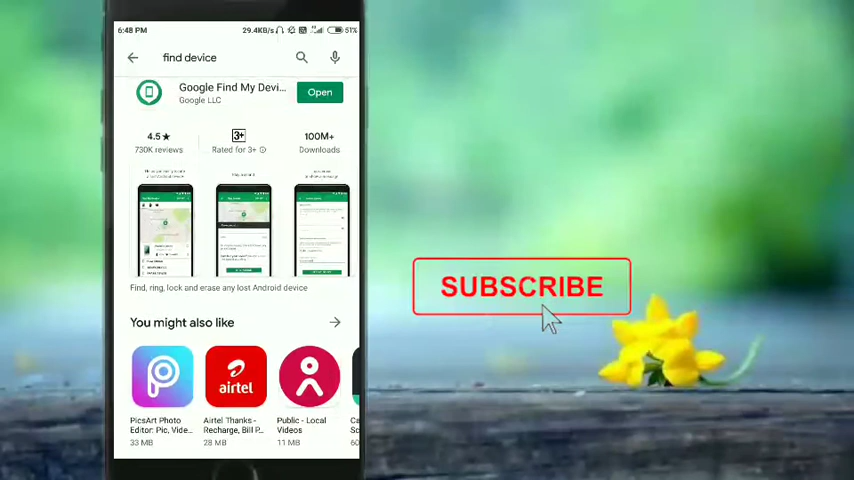 6:48 PM 29.4KB/s 51%
find device
Google Find My Devi...
Google LLC
Open
4.5★ 3+ 100M+
730K reviews Rated for 3+ Downloads
Find, ring, lock and erase any lost Android device
SUBSCRIBE
You might also like
airtel
PicsArt Photo Airtel Thanks - Public - Local Ca
Editor: Pic, Vide... Recharge, Bill P... Videos
33 MB 28 MB 11 MB 60